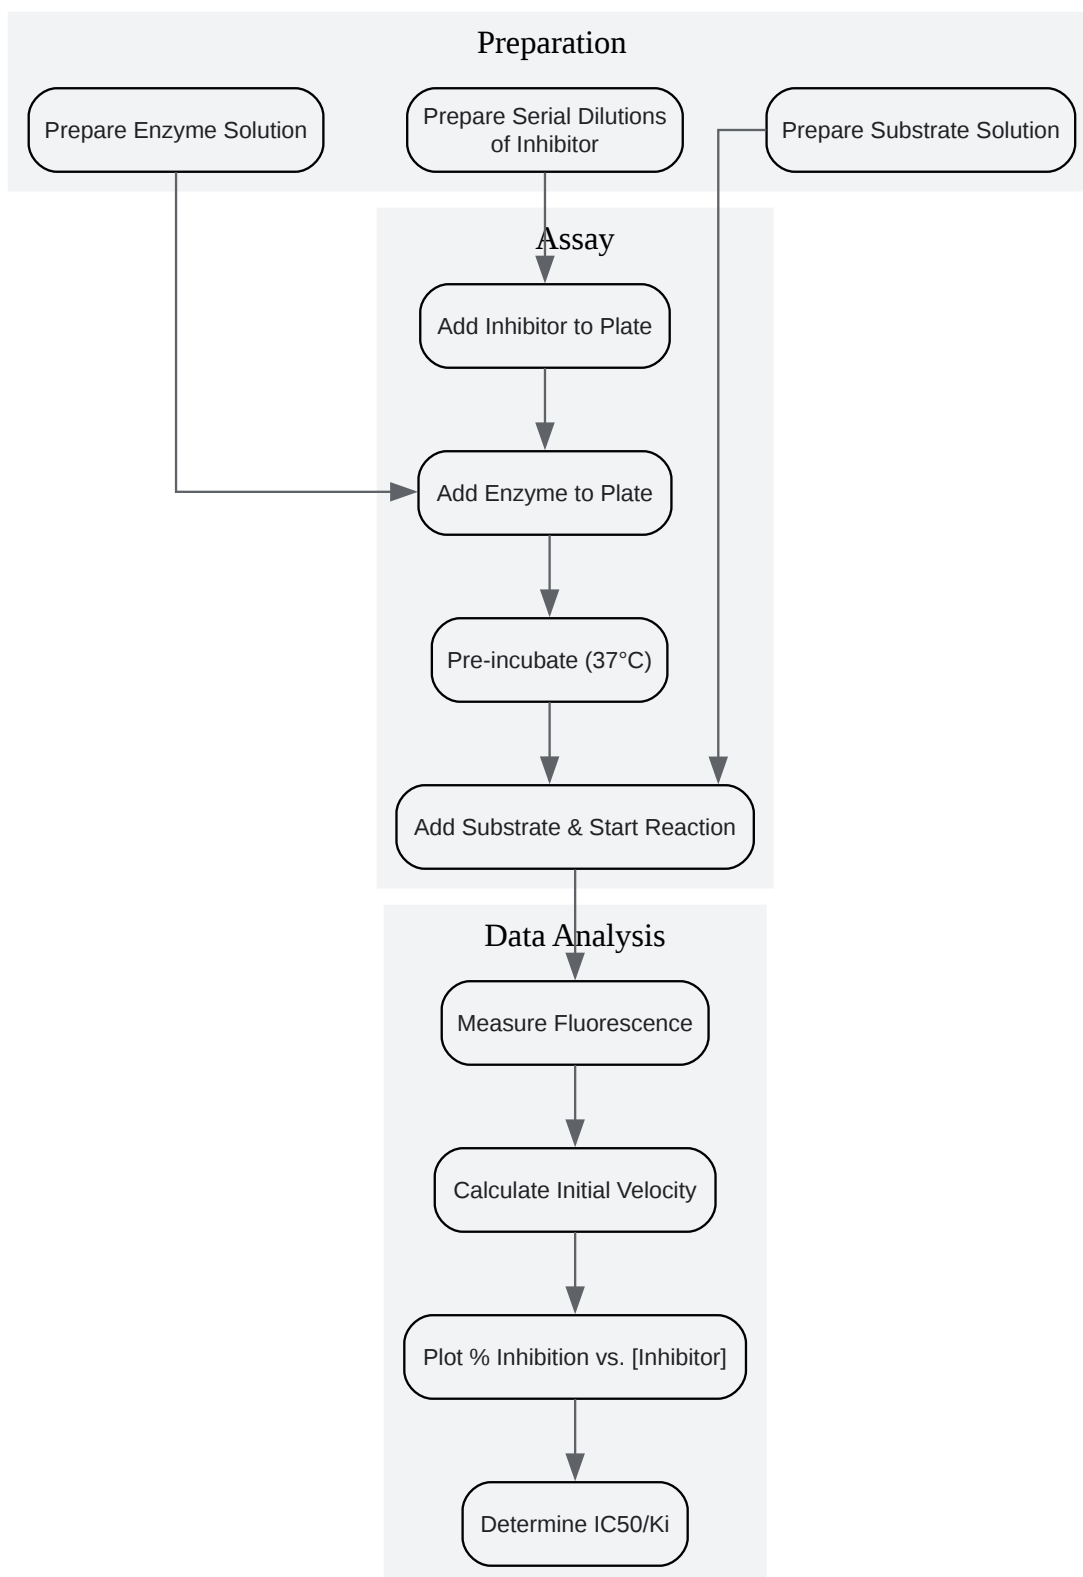 Preparation
Prepare Enzyme Solution
Prepare Serial Dilutions
of Inhibitor
Prepare Substrate Solution
Assay
Add Inhibitor to Plate
Add Enzyme to Plate
Pre-incubate (37°C)
Add Substrate & Start Reaction
Data Analysis
Measure Fluorescence
Calculate Initial Velocity
Plot % Inhibition vs. [Inhibitor]
Determine IC50/Ki